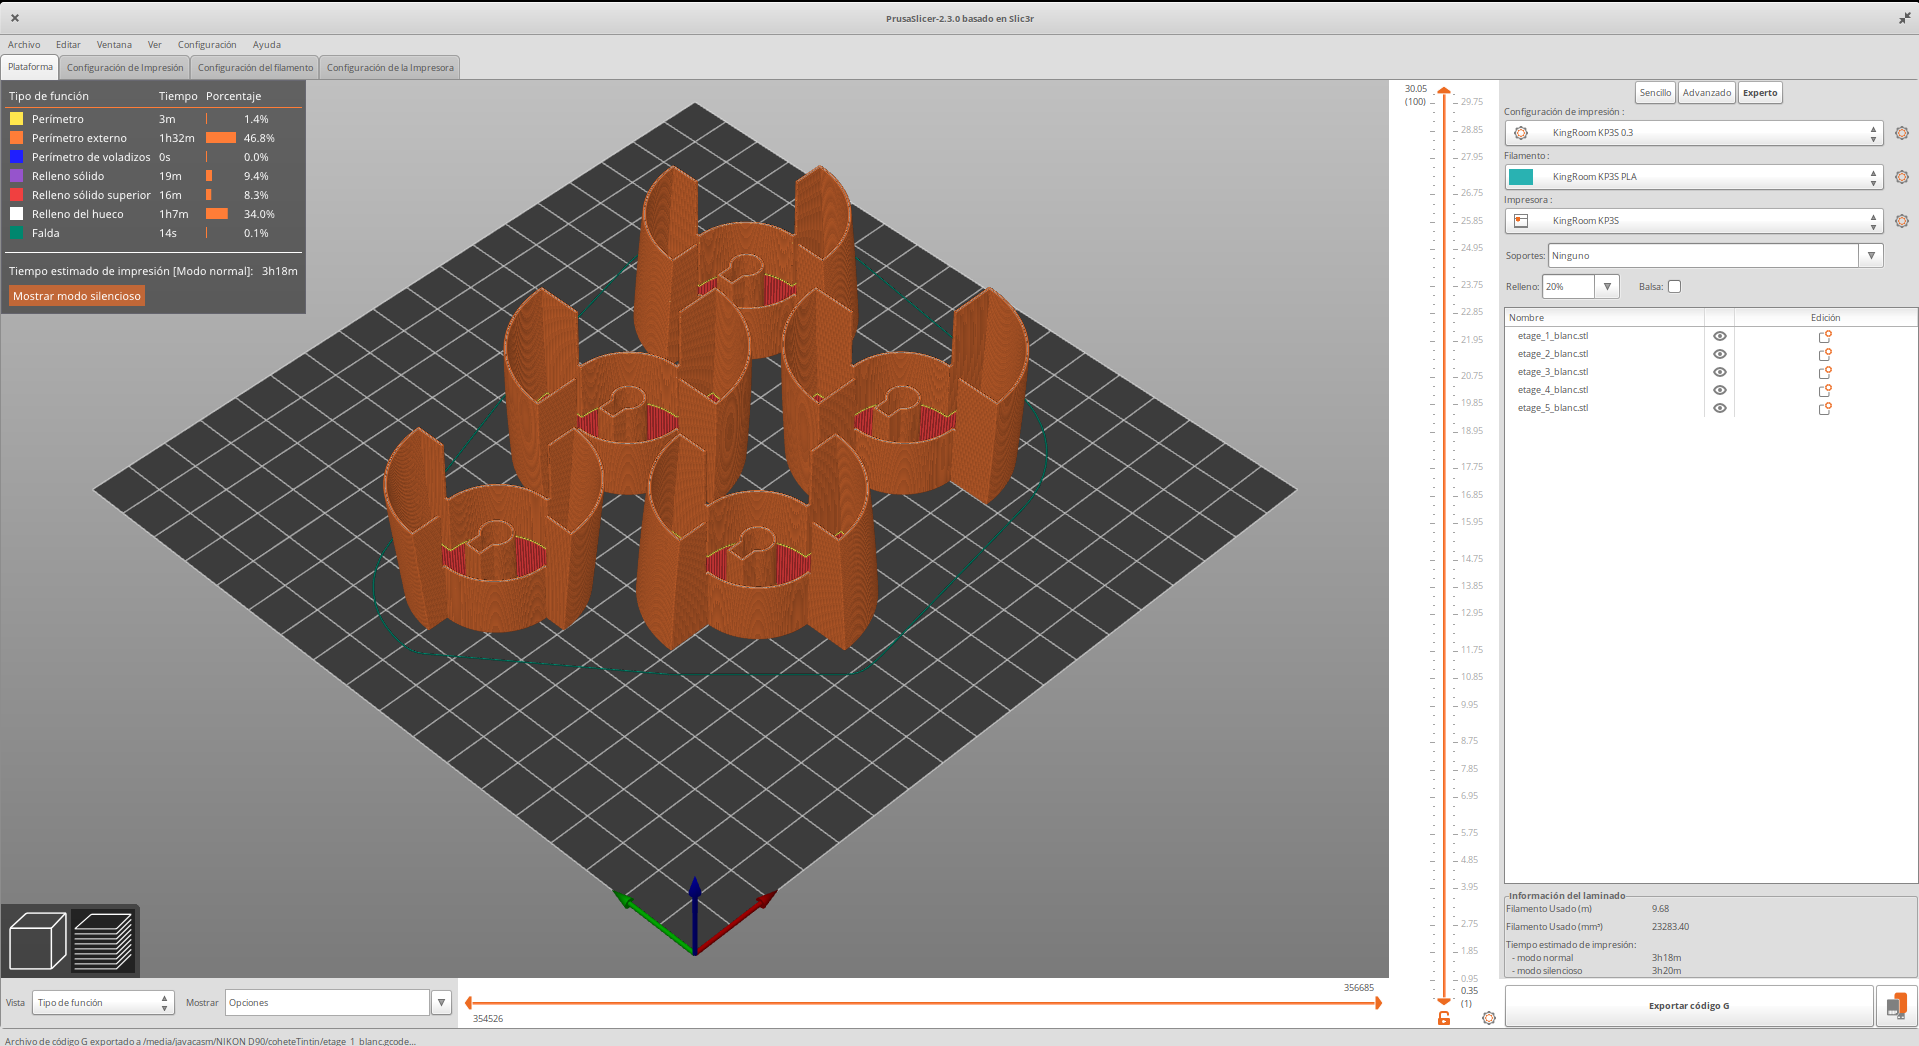 PrusaSlicer-2.3.0 basado en Slic3r
Archivo Editar Ventana Ver Configuración Ayuda
Plataforma Configuración de Impresión Configuración del filamento Configuración de la Impresora
Tipo de función Tiempo Porcentaje
Perímetro 3m 1.4%
Perímetro externo 1h32m 46.8%
Perímetro de voladizos 0s 0.0%
Relleno sólido 19m 9.4%
Relleno sólido superior 16m 8.3%
Relleno del hueco 1h7m 34.0%
Falda 14s 0.1%
Tiempo estimado de impresión [Modo normal]: 3h18m
Mostrar modo silencioso
30.05
(100)
29.75
28.85
27.95
26.75
25.85
24.95
23.75
22.85
21.95
20.75
19.85
18.95
17.75
16.85
15.95
14.75
13.85
12.95
11.75
10.85
9.95
8.75
7.85
6.95
5.75
4.85
3.95
2.75
1.85
0.95
0.35
(1)
Sencillo Avanzado Experto
Configuración de impresión :
KingRoom KP3S 0.3
Filamento :
KingRoom KP3S PLA
Impresora :
KingRoom KP3S
Soportes: Ninguno
Relleno: 20% Balsa:
Nombre Edición
etage_1_blanc.stl
etage_2_blanc.stl
etage_3_blanc.stl
etage_4_blanc.stl
etage_5_blanc.stl
Información del laminado
Filamento Usado (m) 9.68
Filamento Usado (mm³) 23283.40
Tiempo estimado de impresión:
- modo normal 3h18m
- modo silencioso 3h20m
Exportar código G
Vista Tipo de función Mostrar Opciones
356685
354526
Archivo de código G exportado a /media/javacasm/NIKON D90/coheteTintin/etage_1_blanc.gcode...